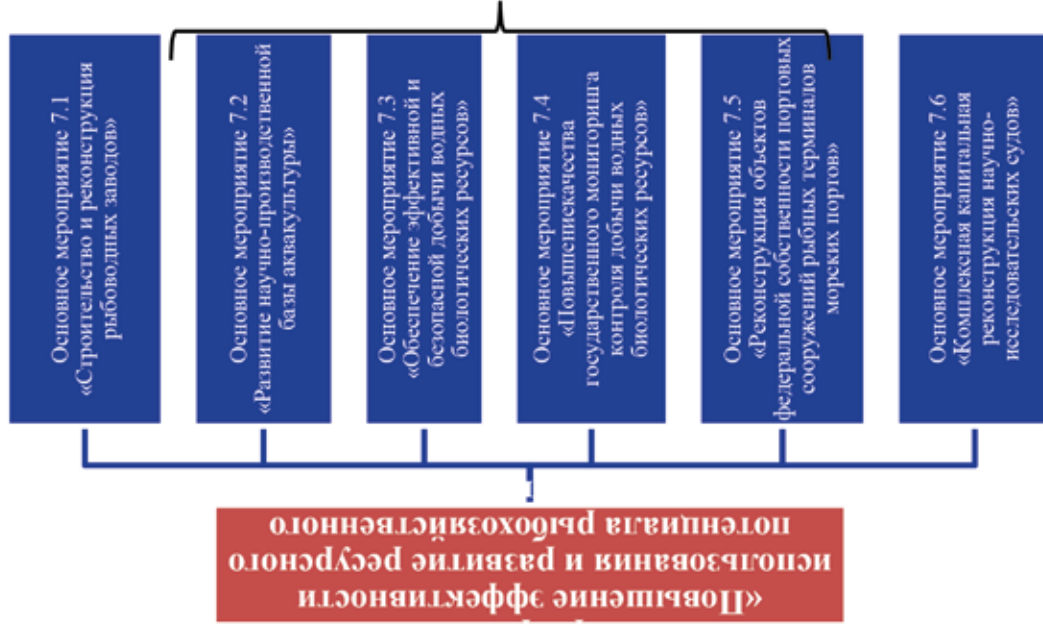 «Повышение эффективности
использования и развитие ресурсного
потенциала рыбохозяйственного
Основное мероприятие 7.1
«Строительство и реконструкция
рыбоводных заводов»
Основное мероприятие 7.2
«Развитие научно-производственной
базы аквакультуры»
Основное мероприятие 7.3
«Обеспечение эффективной и
безопасной добычи водных
биологических ресурсов»
Основное мероприятие 7.4
«Повышениекачества
государственного мониторинга
контроля добычи водных
биологических ресурсов»
Основное мероприятие 7.5
«Реконструкция объектов
федеральной собственности портовых
сооружений рыбных терминалов
морских портов»
Основное мероприятие 7.6
«Комплексная капитальная
реконструкция научно-
исследовательских судов»